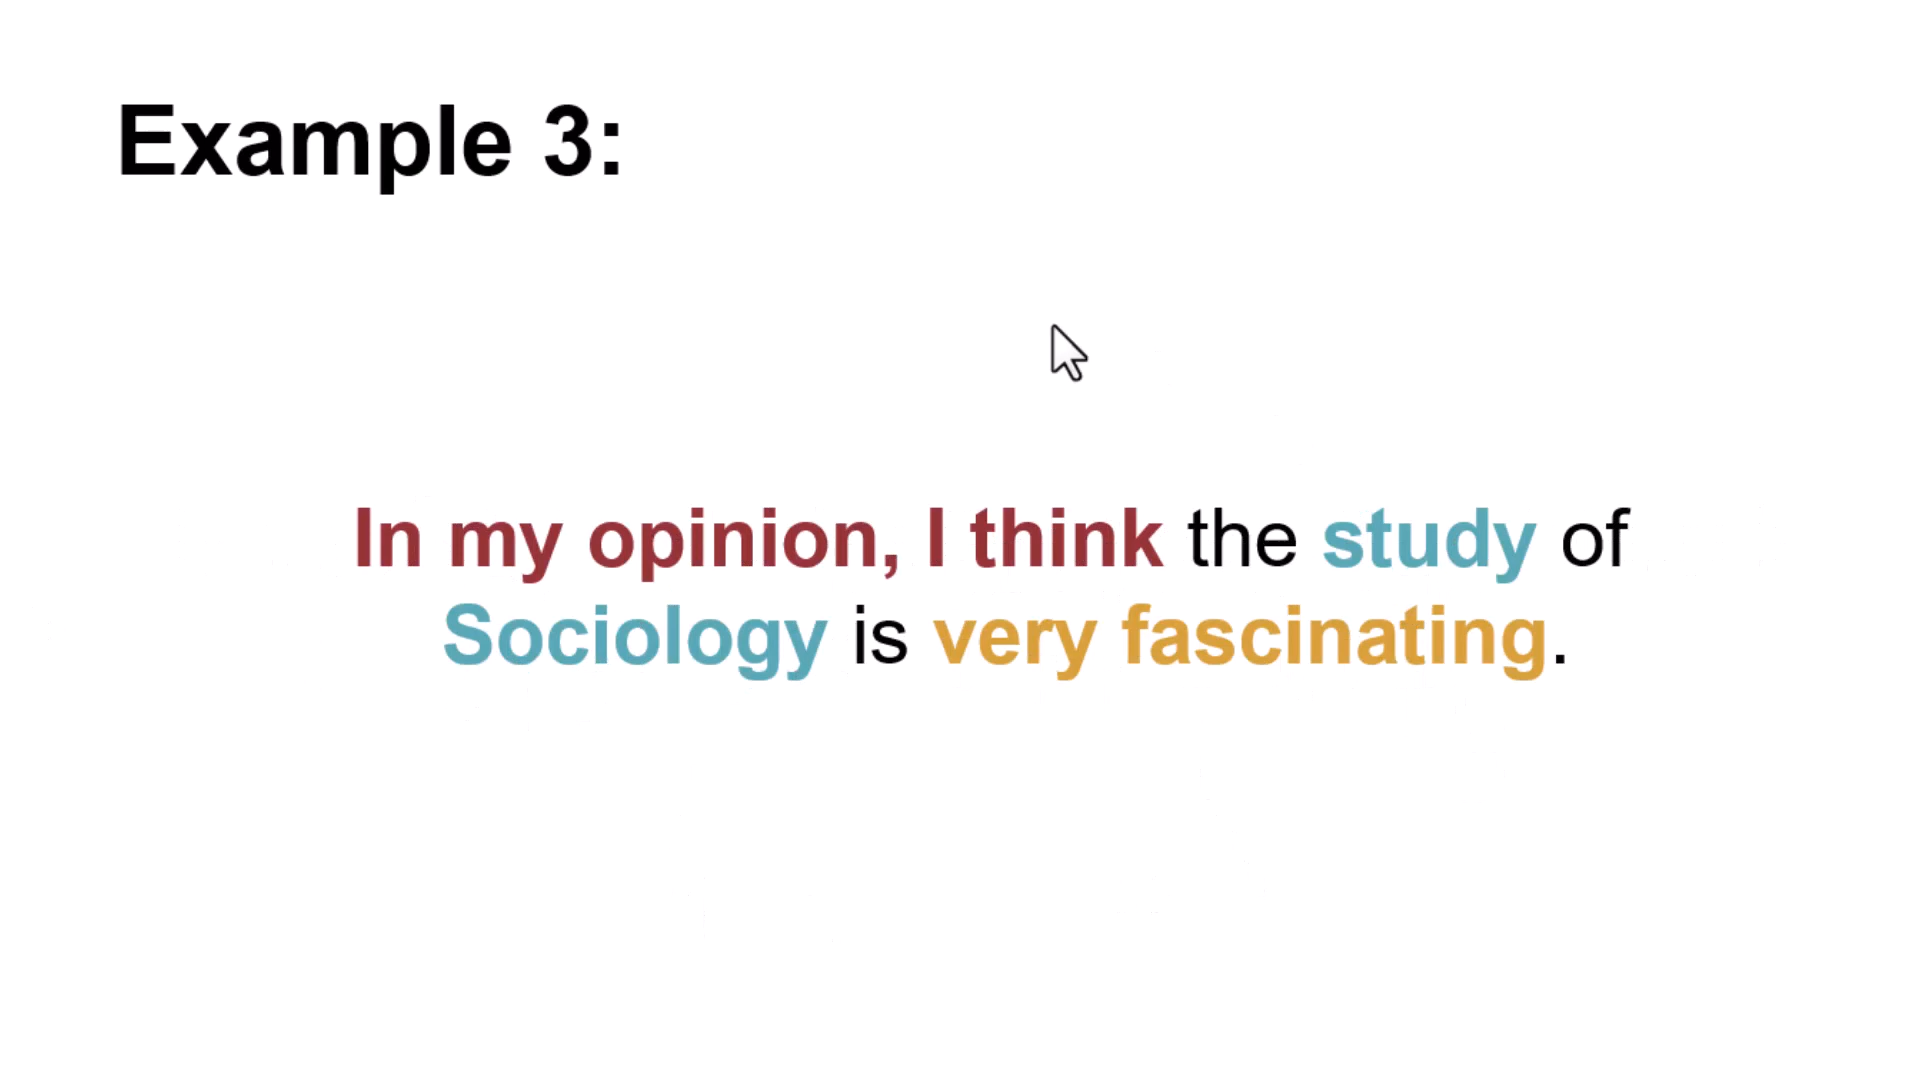 Example 3:
In my opinion, I think the study of
Sociology is very fascinating.